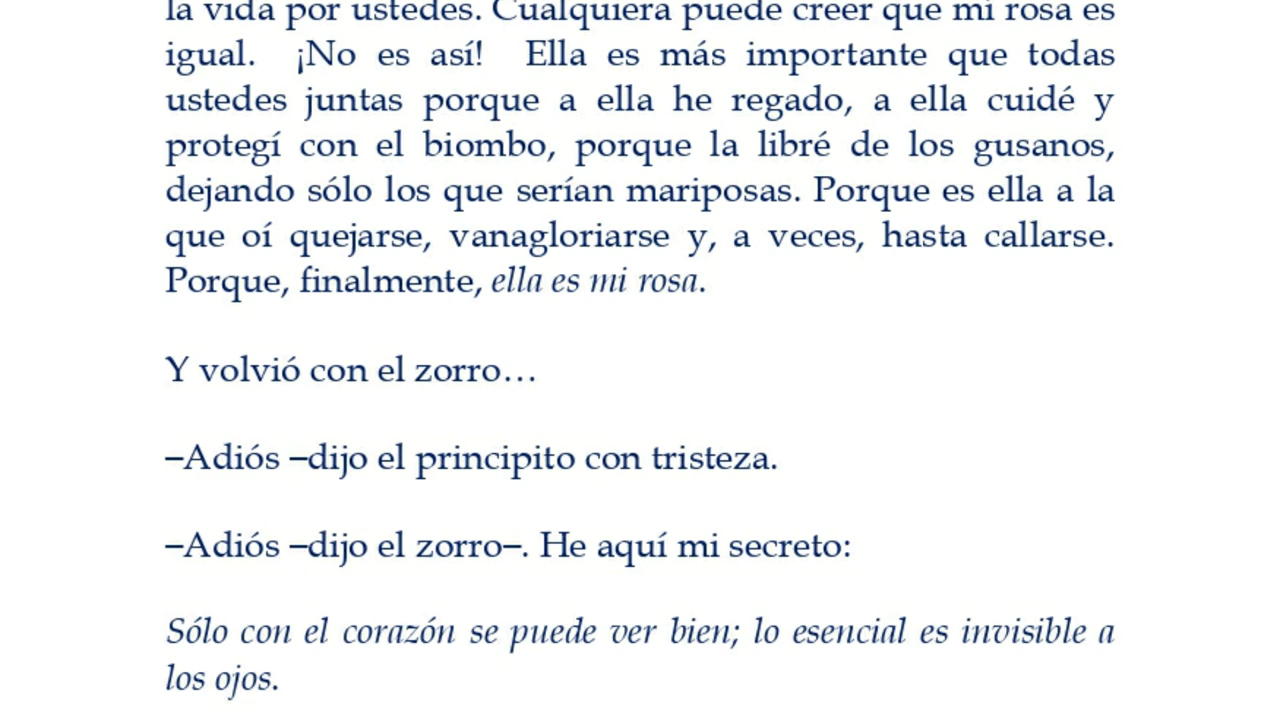 la vida por ustedes. Cualquiera puede creer que mi rosa es
igual. ¡No es así! Ella es más importante que todas
ustedes juntas porque a ella he regado, a ella cuidé y
protegí con el biombo, porque la libré de los gusanos,
dejando sólo los que serían mariposas. Porque es ella a la
que oí quejarse, vanagloriarse y, a veces, hasta callarse.
Porque, finalmente, ella es mi rosa.
Y volvió con el zorro…
–Adiós –dijo el principito con tristeza.
–Adiós –dijo el zorro–. He aquí mi secreto:
Sólo con el corazón se puede ver bien; lo esencial es invisible a
los ojos.